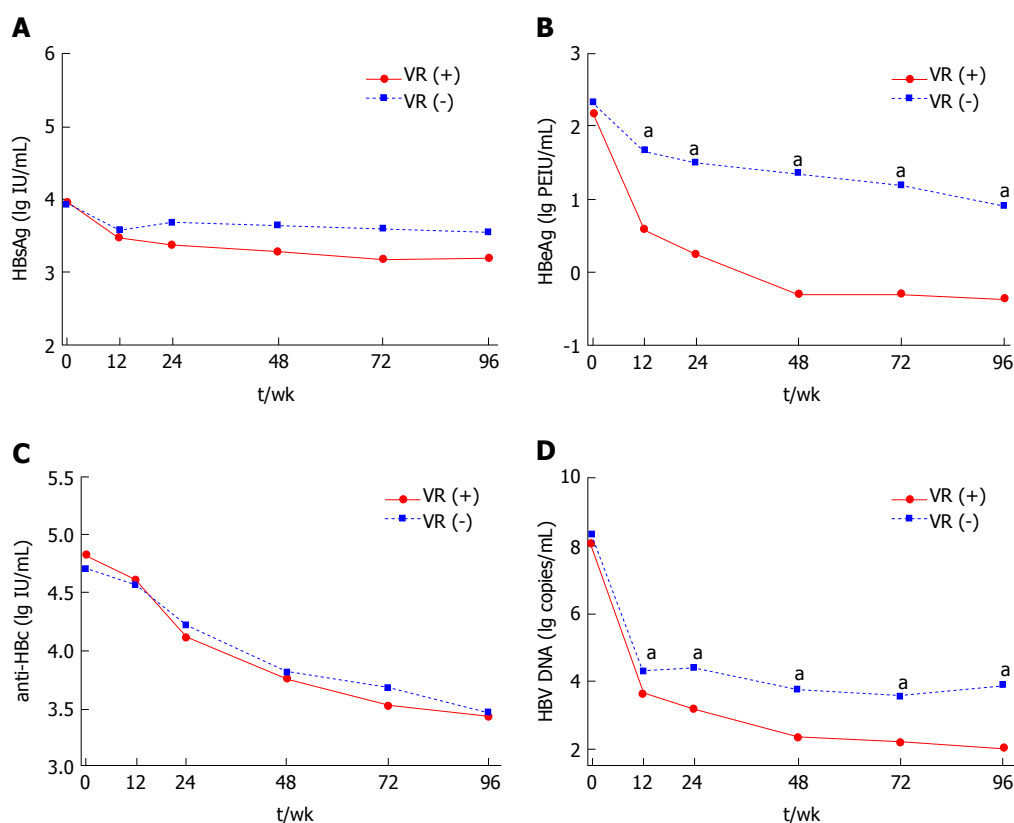 A
6
5
4
3
2
HBsAg (lg IU/mL)
VR (+)
VR (-)
0 12 24 48 72 96
t/wk
B
3
2
1
0
-1
HBeAg (lg PEIU/mL)
VR (+)
VR (-)
a a a a a
0 12 24 48 72 96
t/wk
C
5.5
5.0
4.5
4.0
3.5
3.0
anti-HBc (lg IU/mL)
VR (+)
VR (-)
0 12 24 48 72 96
t/wk
D
10
8
6
4
2
HBV DNA (lg copies/mL)
VR (+)
VR (-)
a a a a a
0 12 24 48 72 96
t/wk